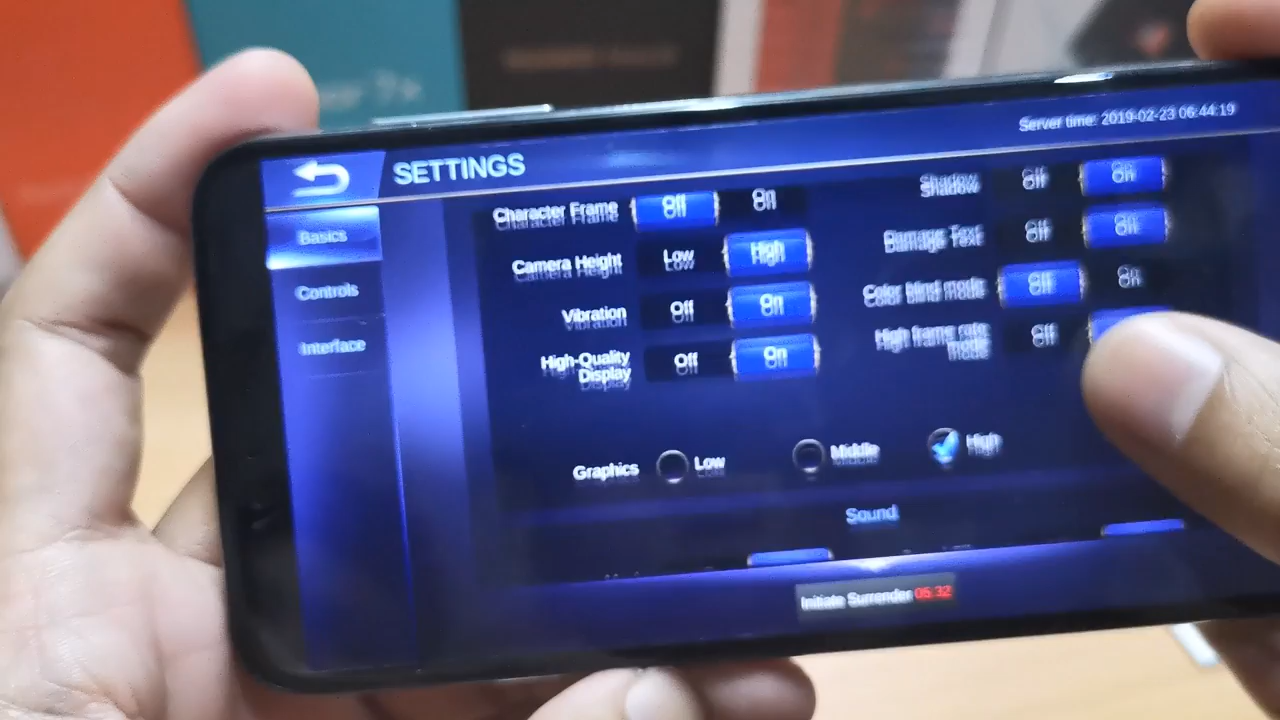 Server time: 2019-02-23 06:44:19
SETTINGS
Basics
Controls
Interface
Character Frame Off On
Camera Height Low High
Vibration Off On
High-Quality Display Off On
Shadow Off On
Damage Text Off On
Color blind mode Off On
High frame rate mode Off
Graphics Low Middle High
Sound
Initiate Surrender 05:32